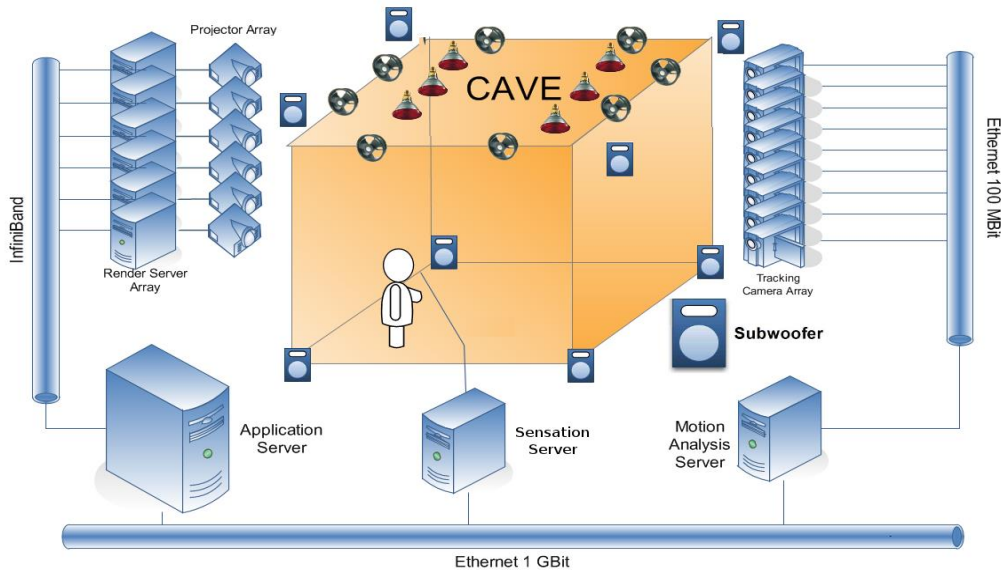 Projector Array
CAVE
InfiniBand
Ethernet 100 MBit
Render Server
Array
Tracking
Camera Array
Subwoofer
Application
Server
Sensation
Server
Motion
Analysis
Server
Ethernet 1 GBit